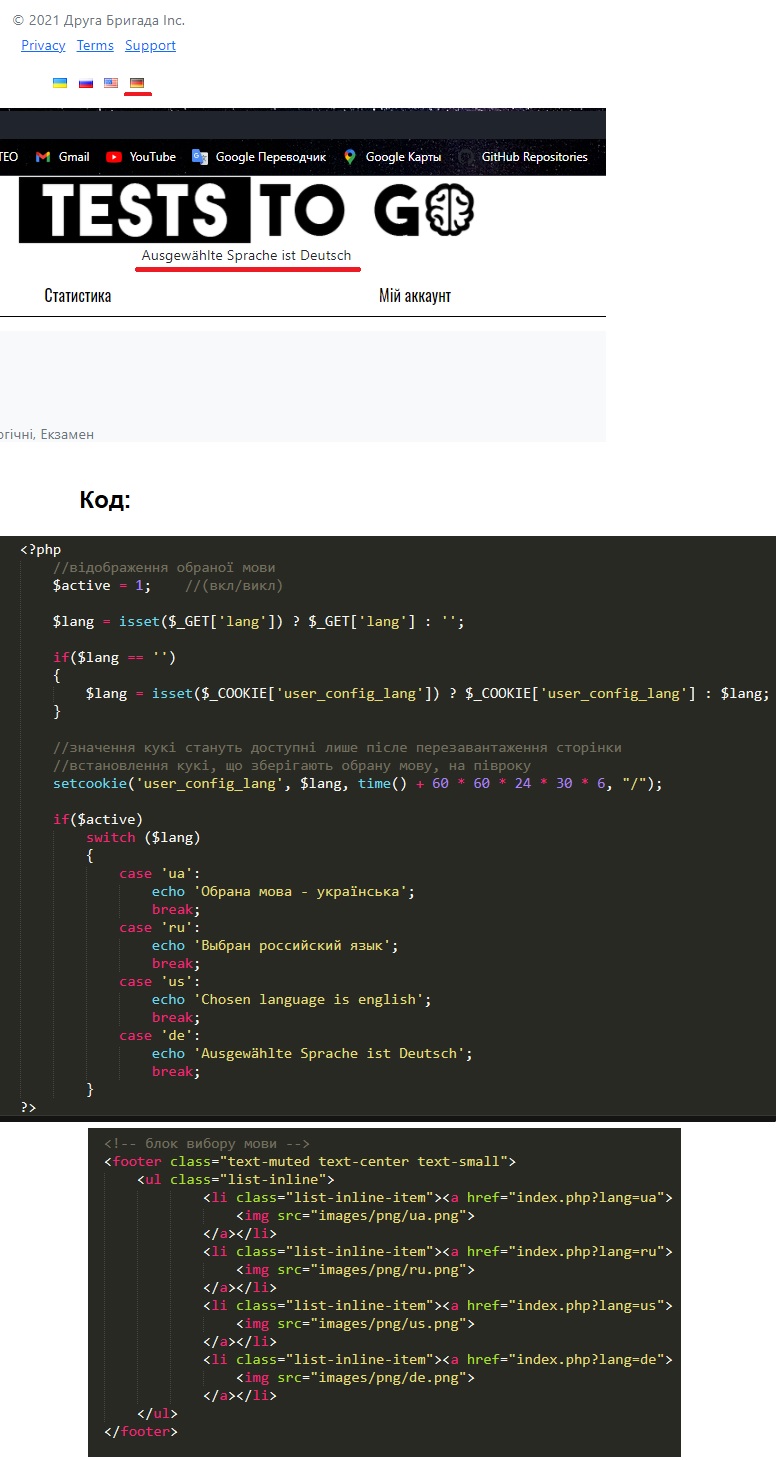 © 2021 Друга Бригада Inc.
Privacy Terms Support
TEO Gmail YouTube Google Переводчик Google Карты GitHub Repositories
TESTS TO GO
Ausgewählte Sprache ist Deutsch
Статистика Мій аккаунт
огічні, Екзамен
Код:
<?php
//відображення обраної мови
$active = 1; //(вкл/викл)
$lang = isset($_GET['lang']) ? $_GET['lang'] : '';
if($lang == '')
{
$lang = isset($_COOKIE['user_config_lang']) ? $_COOKIE['user_config_lang'] : $lang;
}
//значення кукі стануть доступні лише після перезавантаження сторінки
//встановлення кукі, що зберігають обрану мову, на півроку
setcookie('user_config_lang', $lang, time() + 60 * 60 * 24 * 30 * 6, "/");
if($active)
switch ($lang)
{
case 'ua':
echo 'Обрана мова - українська';
break;
case 'ru':
echo 'Выбран российский язык';
break;
case 'us':
echo 'Chosen language is english';
break;
case 'de':
echo 'Ausgewählte Sprache ist Deutsch';
break;
}
?>
<!-- блок вибору мови -->
<footer class="text-muted text-center text-small">
<ul class="list-inline">
<li class="list-inline-item"><a href="index.php?lang=ua">
<img src="images/png/ua.png">
</a></li>
<li class="list-inline-item"><a href="index.php?lang=ru">
<img src="images/png/ru.png">
</a></li>
<li class="list-inline-item"><a href="index.php?lang=us">
<img src="images/png/us.png">
</a></li>
<li class="list-inline-item"><a href="index.php?lang=de">
<img src="images/png/de.png">
</a></li>
</ul>
</footer>